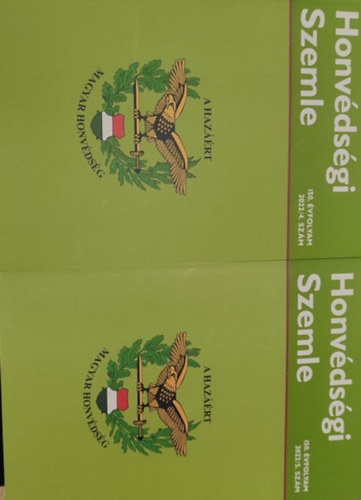 Honvédségi
Szemle
150. ÉVFOLYAM
2022/4. SZÁM
A HAZÁÉRT
MAGYAR HONVÉDSÉG
Honvédségi
Szemle
150. ÉVFOLYAM
2022/5. SZÁM
A HAZÁÉRT
MAGYAR HONVÉDSÉG